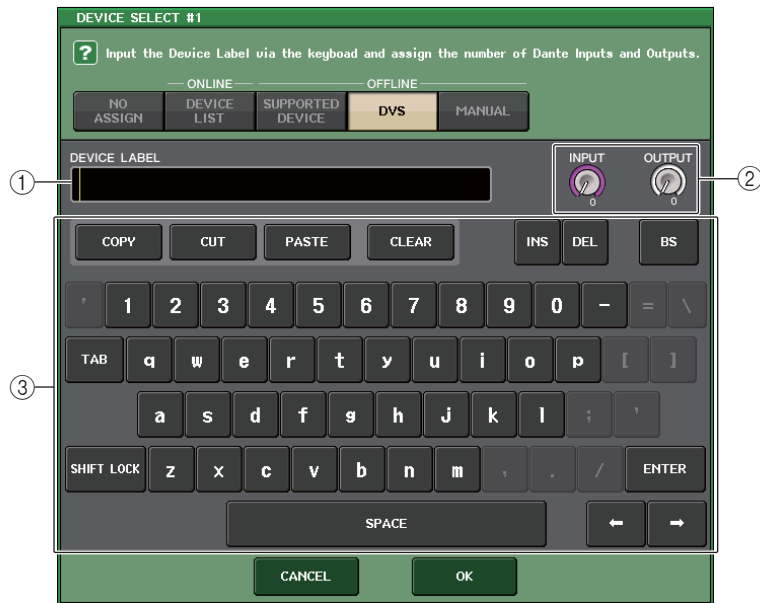 DEVICE SELECT #1
? Input the Device Label via the keyboad and assign the number of Dante Inputs and Outputs.
ONLINE OFFLINE
NO ASSIGN DEVICE LIST SUPPORTED DEVICE DVS MANUAL
DEVICE LABEL INPUT OUTPUT
① ②
0 0
COPY CUT PASTE CLEAR INS DEL BS
' 1 2 3 4 5 6 7 8 9 0 - = \
TAB q w e r t y u i o p [ ]
③
a s d f g h j k l ; '
SHIFT LOCK z x c v b n m , . / ENTER
SPACE ← →
CANCEL OK